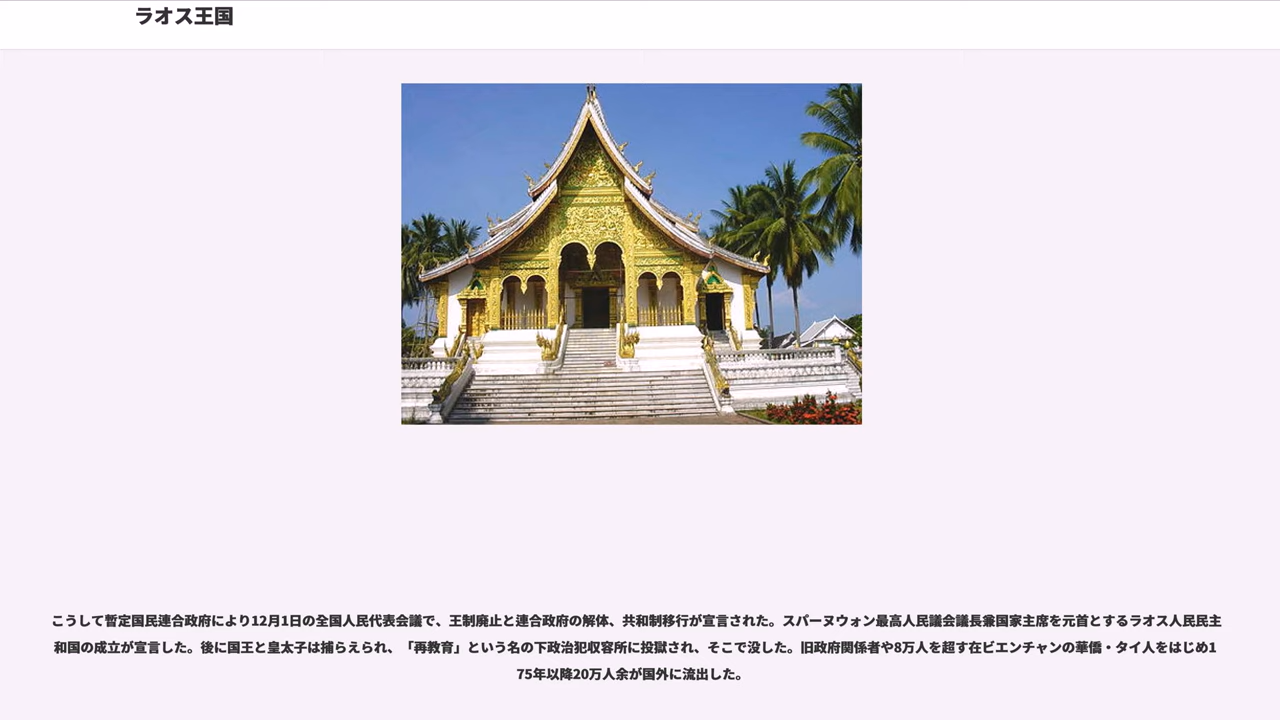 ラオス王国
こうして暫定国民連合政府により12月1日の全国人民代表会議で、王制廃止と連合政府の解体、共和制移行が宣言された。スパーヌウォン最高人民議会議長兼国家主席を元首とするラオス人民民主
和国の成立が宣言した。後に国王と皇太子は捕らえられ、「再教育」という名の下政治犯収容所に投獄され、そこで没した。旧政府関係者や8万人を超す在ビエンチャンの華僑・タイ人をはじめ1
75年以降20万人余が国外に流出した。